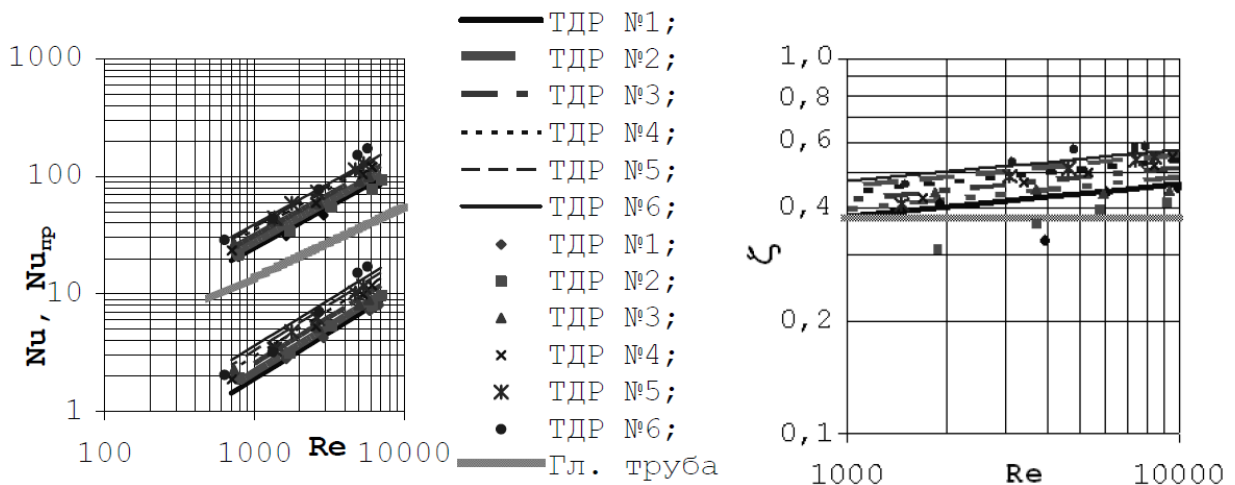 1000
100
10
1
Nu, Nuпр
100
1000
Re
10000
ТДР №1;
ТДР №2;
ТДР №3;
ТДР №4;
ТДР №5;
ТДР №6;
ТДР №1;
ТДР №2;
ТДР №3;
ТДР №4;
ТДР №5;
ТДР №6;
Гл. труба
1,0
0,8
0,6
0,4
0,2
0,1
ζ
1000
Re
10000